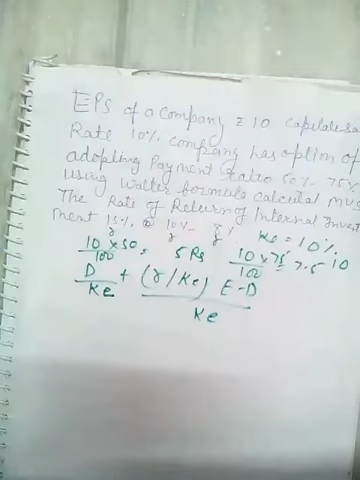 EPS of a company = 10 capitalisa
Rate 10% company has option of
adopting Payment ratio 50% 75%
using walter formula calculat
The Rate of Return of Internal Invest
ment 15% 10% 8%
r r r Ke = 10%
10 × 50 / 100 = 5 Rs 10 × 75 / 100 = 7.5 10
D / Ke + (r/Ke) E-D / Ke